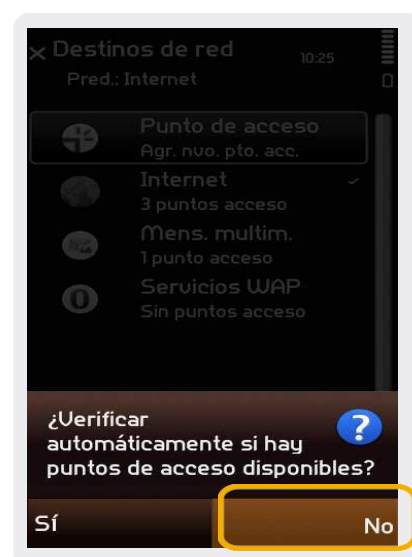 Destinos de red
10:25
Pred.: Internet
Punto de acceso
Agr. nvo. pto. acc.
Internet
3 puntos acceso
Mens. multim.
1 punto acceso
Servicios WAP
Sin puntos acceso
¿Verificar
automáticamente si hay
puntos de acceso disponibles?
Sí
No